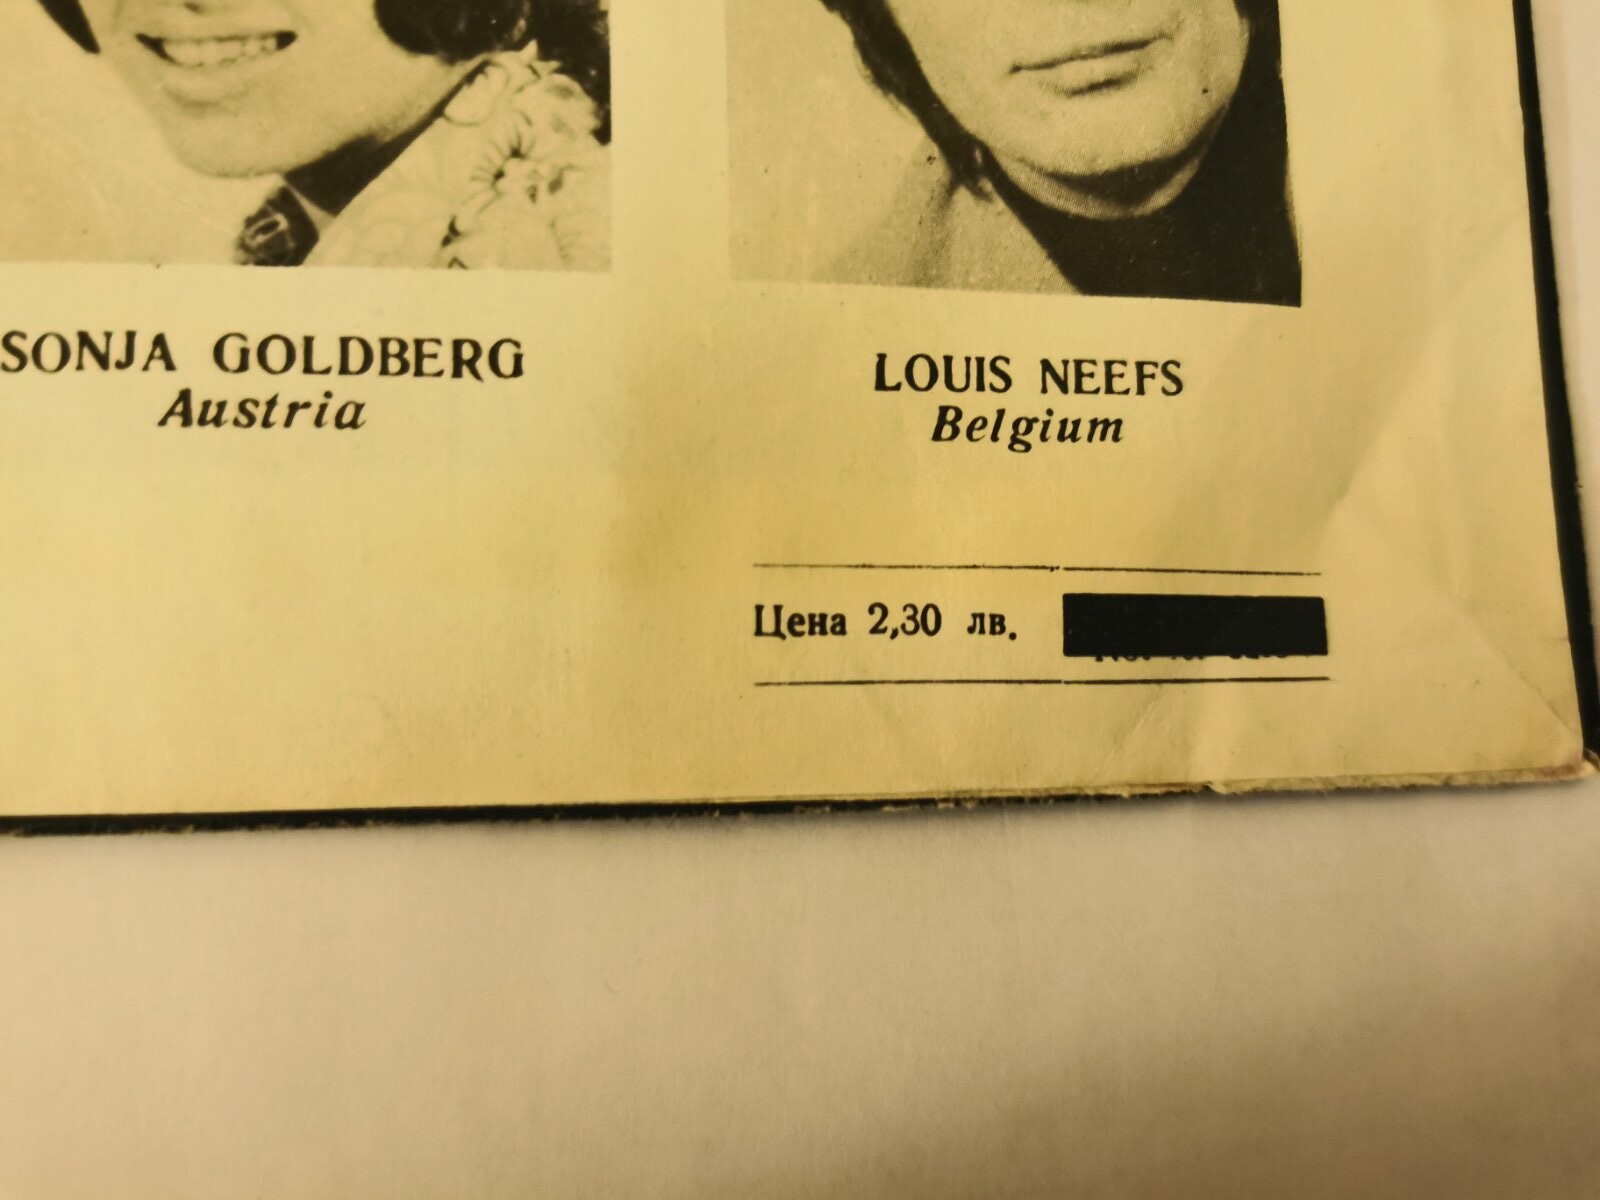 SONJA GOLDBERG
Austria
LOUIS NEEFS
Belgium
Цена 2,30 лв.